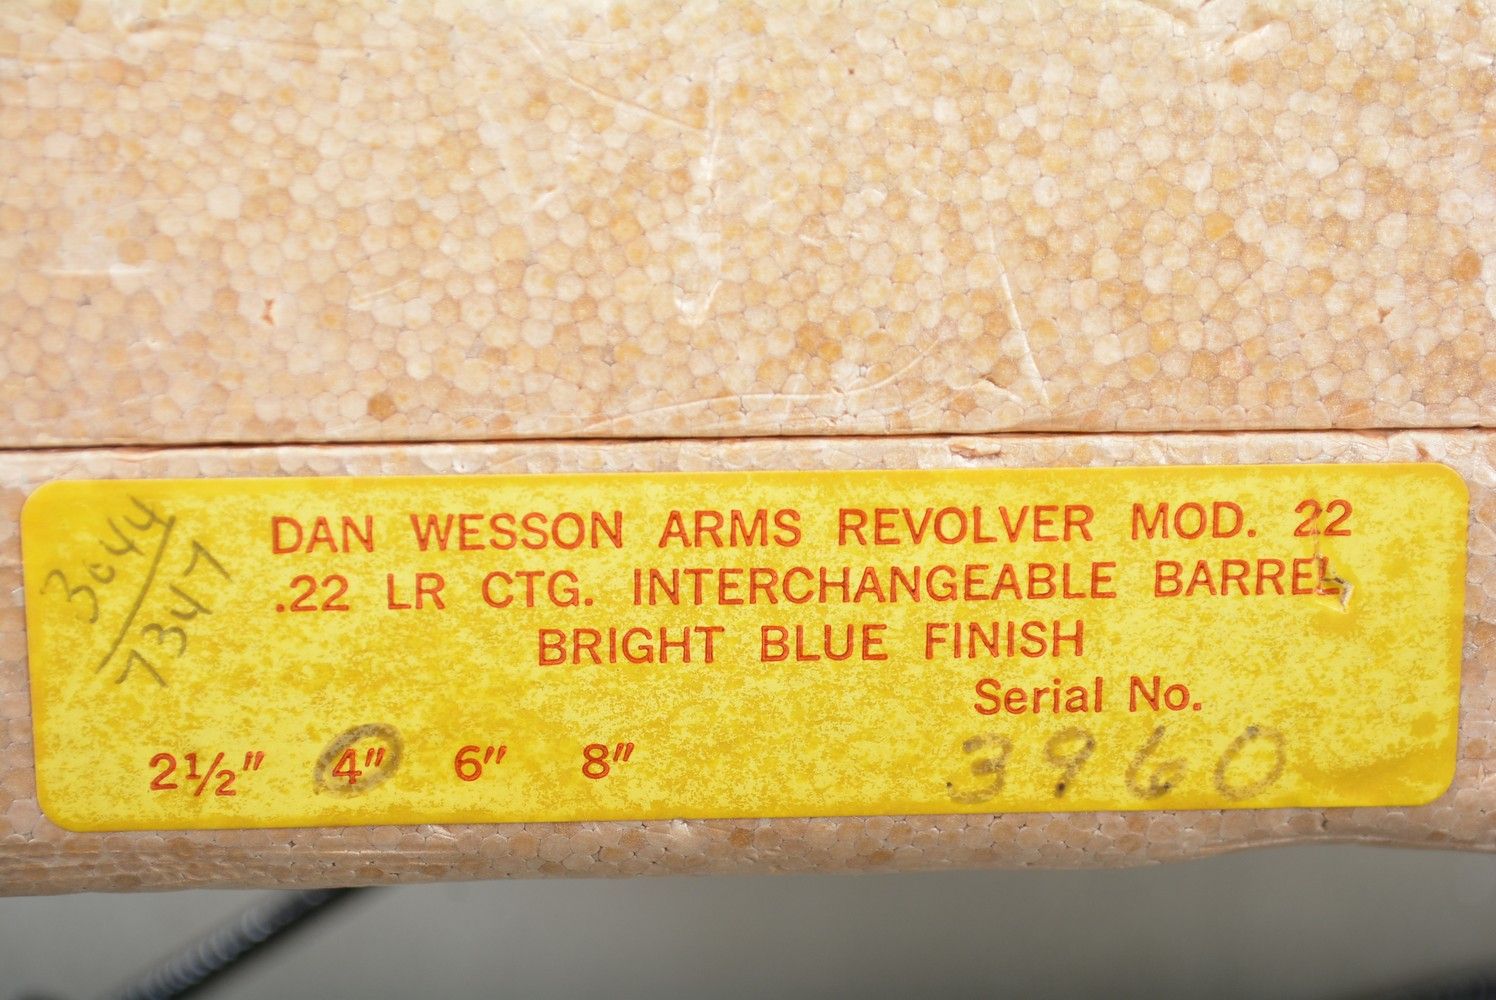 3c44
7347
DAN WESSON ARMS REVOLVER MOD. 22
.22 LR CTG. INTERCHANGEABLE BARREL
BRIGHT BLUE FINISH
Serial No.
2½" 4" 6" 8" 3960